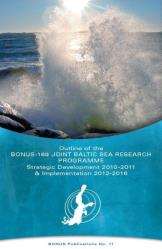 Outline of the
BONUS-169 JOINT BALTIC SEA RESEARCH
PROGRAMME
Strategic Development 2010-2011
& Implementation 2012-2016
BONUS Publications No. 11